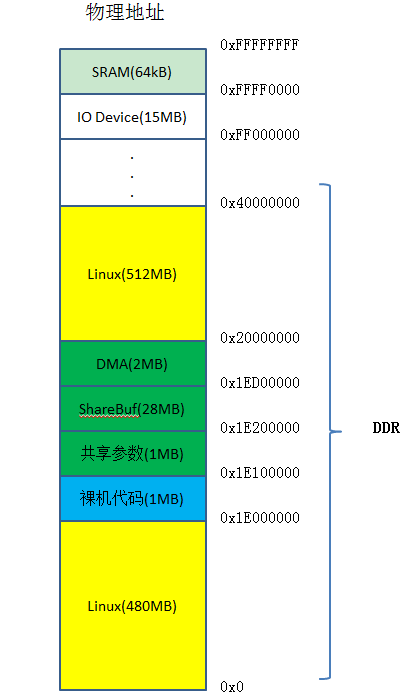 物理地址
0xFFFFFFFF
SRAM(64kB)
0xFFFF0000
IO Device(15MB)
0xFF000000
.
.
.
0x40000000
Linux(512MB)
0x20000000
DMA(2MB)
0x1ED00000
ShareBuf(28MB)
0x1E200000
共享参数(1MB)
0x1E100000
裸机代码(1MB)
0x1E000000
Linux(480MB)
0x0
DDR